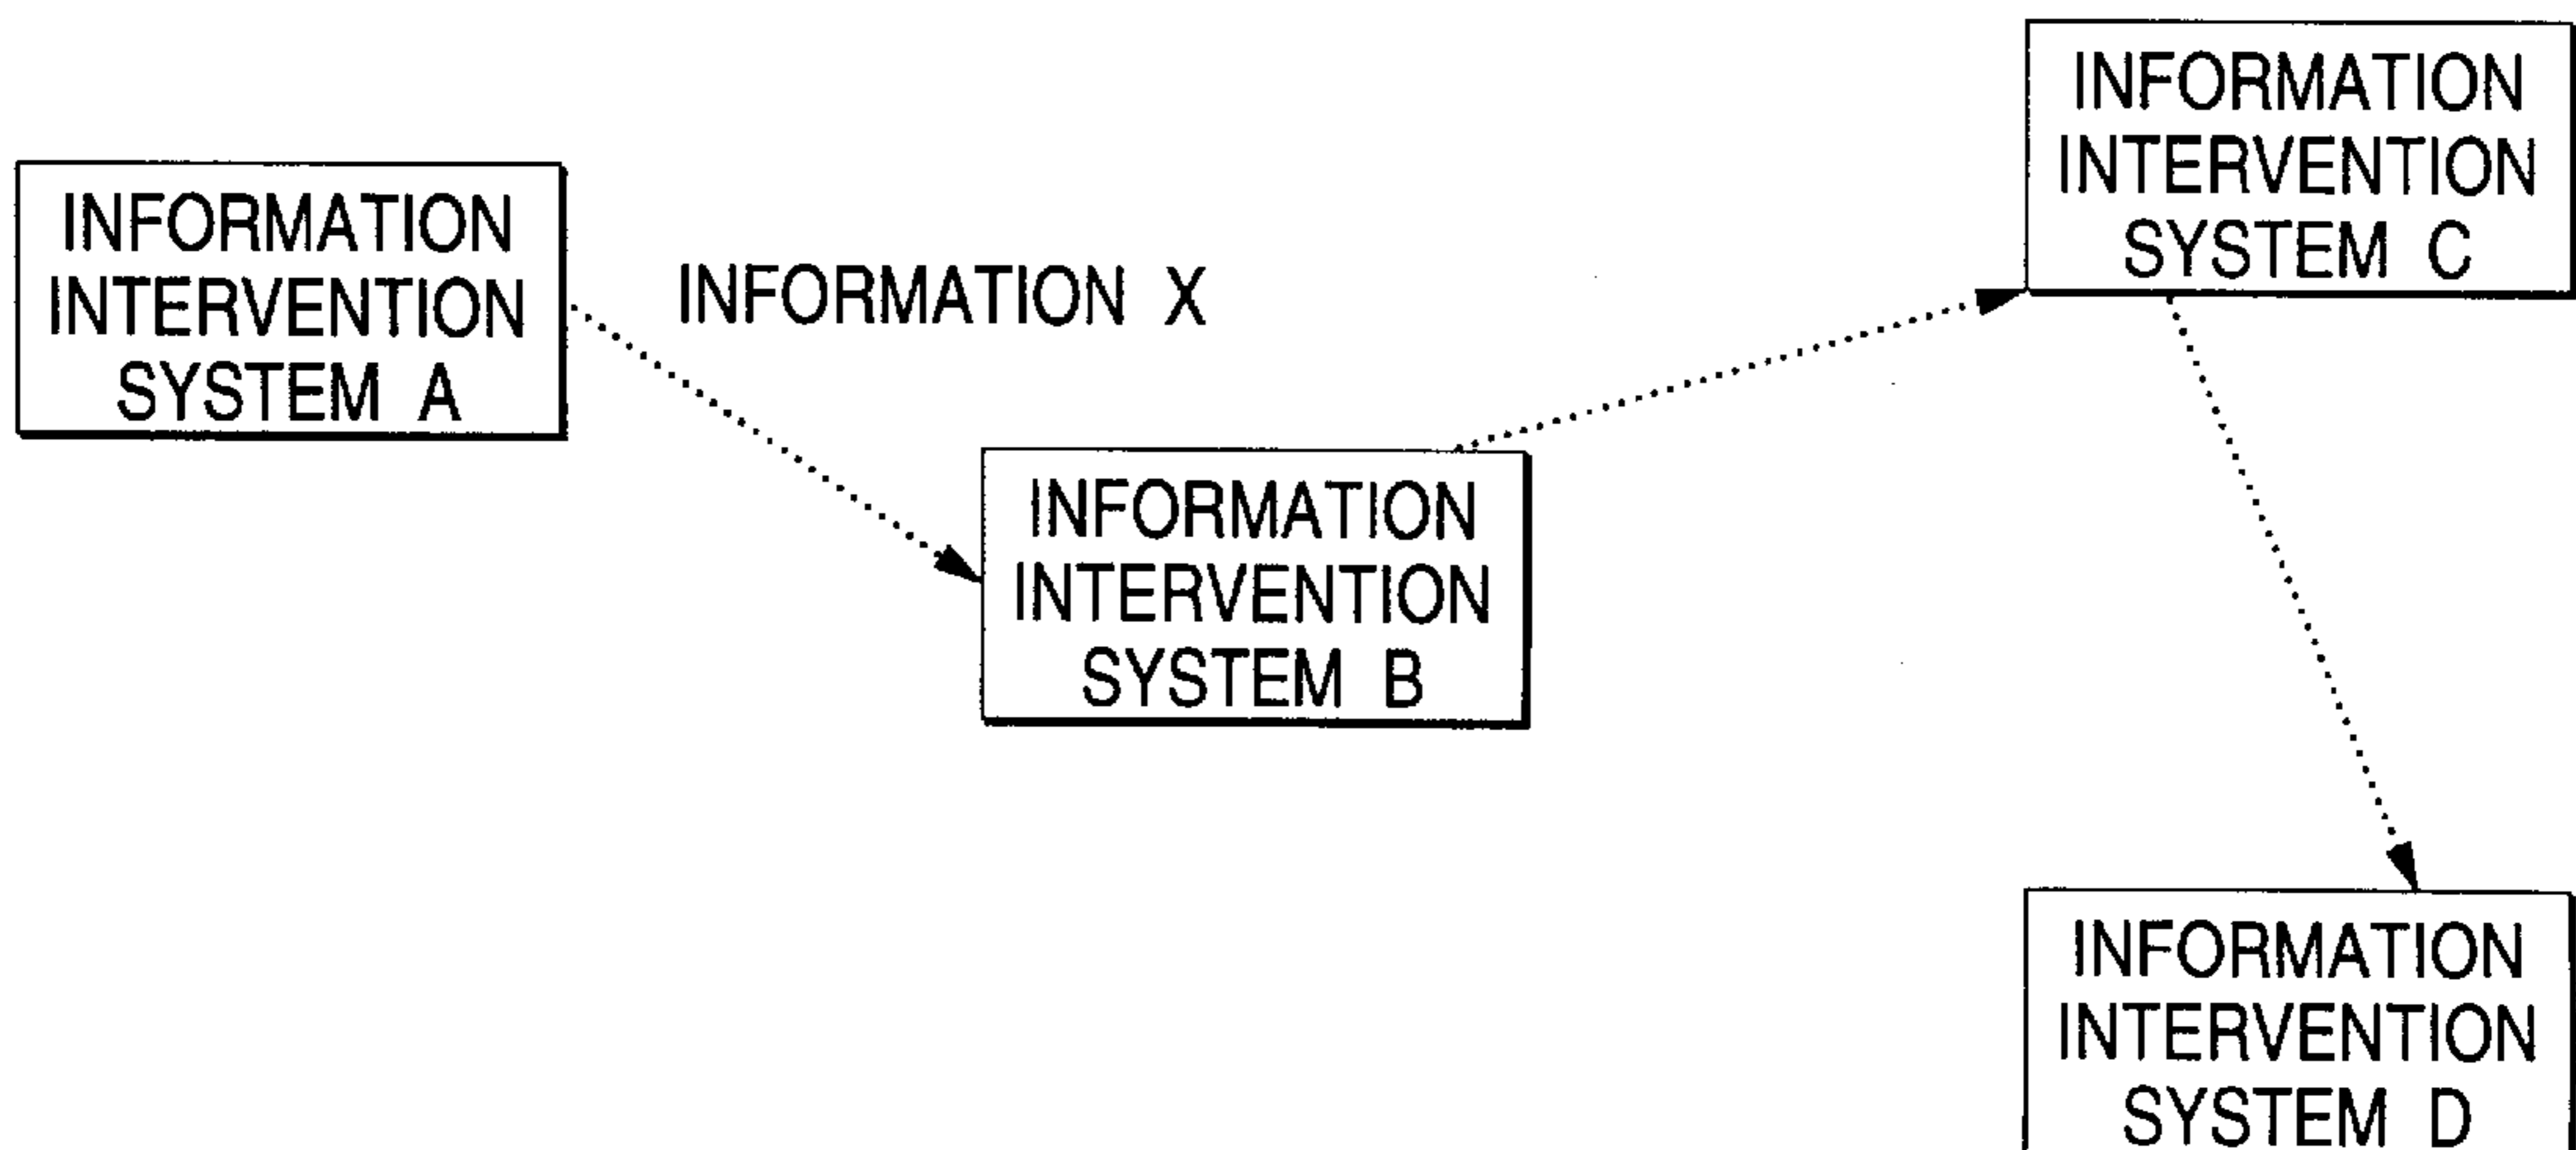 INFORMATION
INTERVENTION
SYSTEM A
INFORMATION X
INFORMATION
INTERVENTION
SYSTEM B
INFORMATION
INTERVENTION
SYSTEM C
INFORMATION
INTERVENTION
SYSTEM D